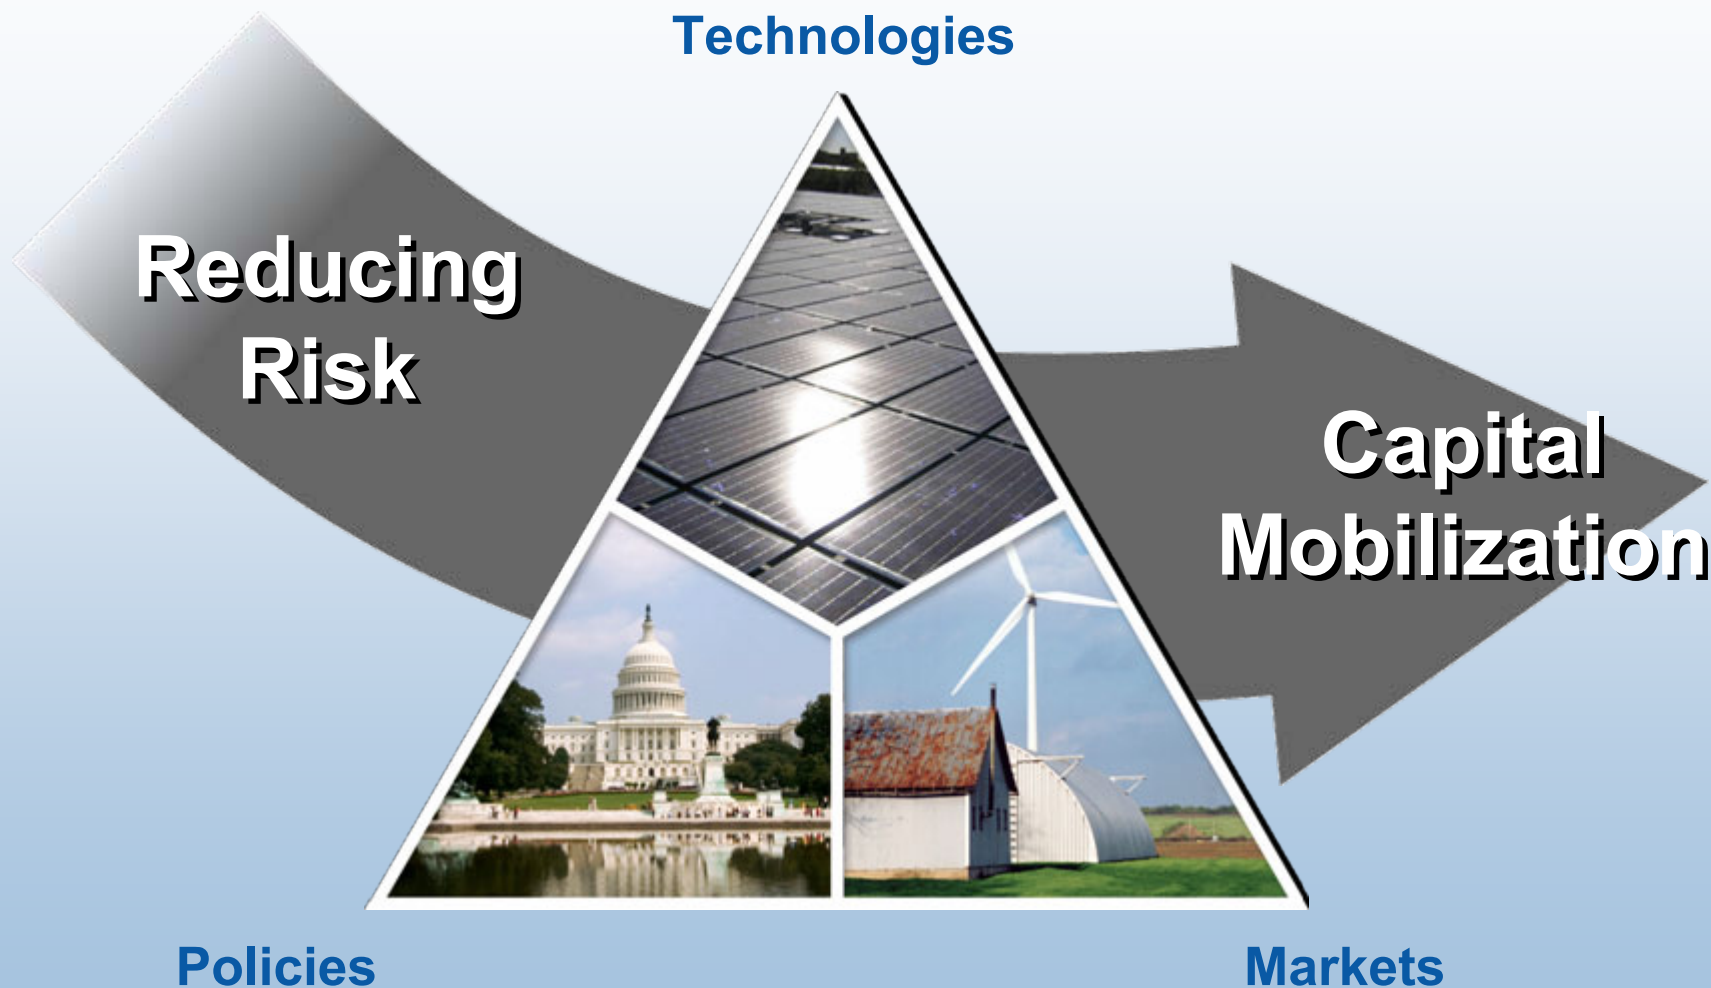 Technologies
Reducing
Risk
Capital
Mobilization
Policies
Markets